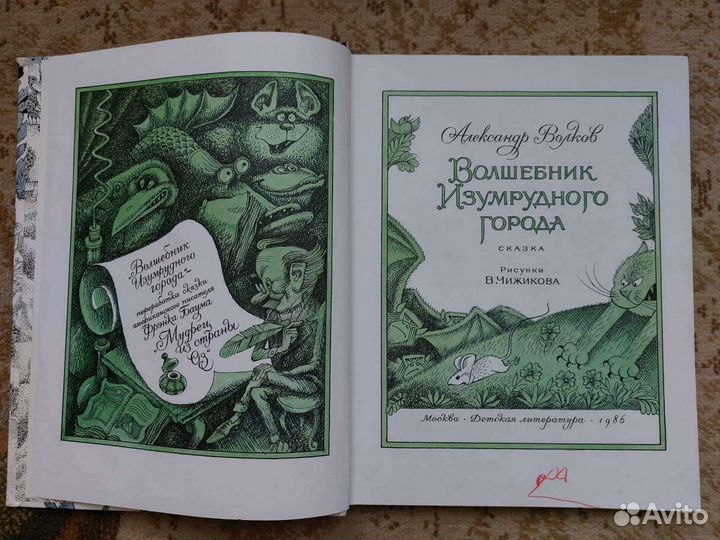 „Волшебник
Изумрудного
города"-
переработка сказки
американского писателя
Фрэнка Баума
„Мудрец
из страны
Оз"
Александр Волков
Волшебник
Изумрудного
города
СКАЗКА
Рисунки
В.Чижикова
Москва · Детская литература · 1986
Avito